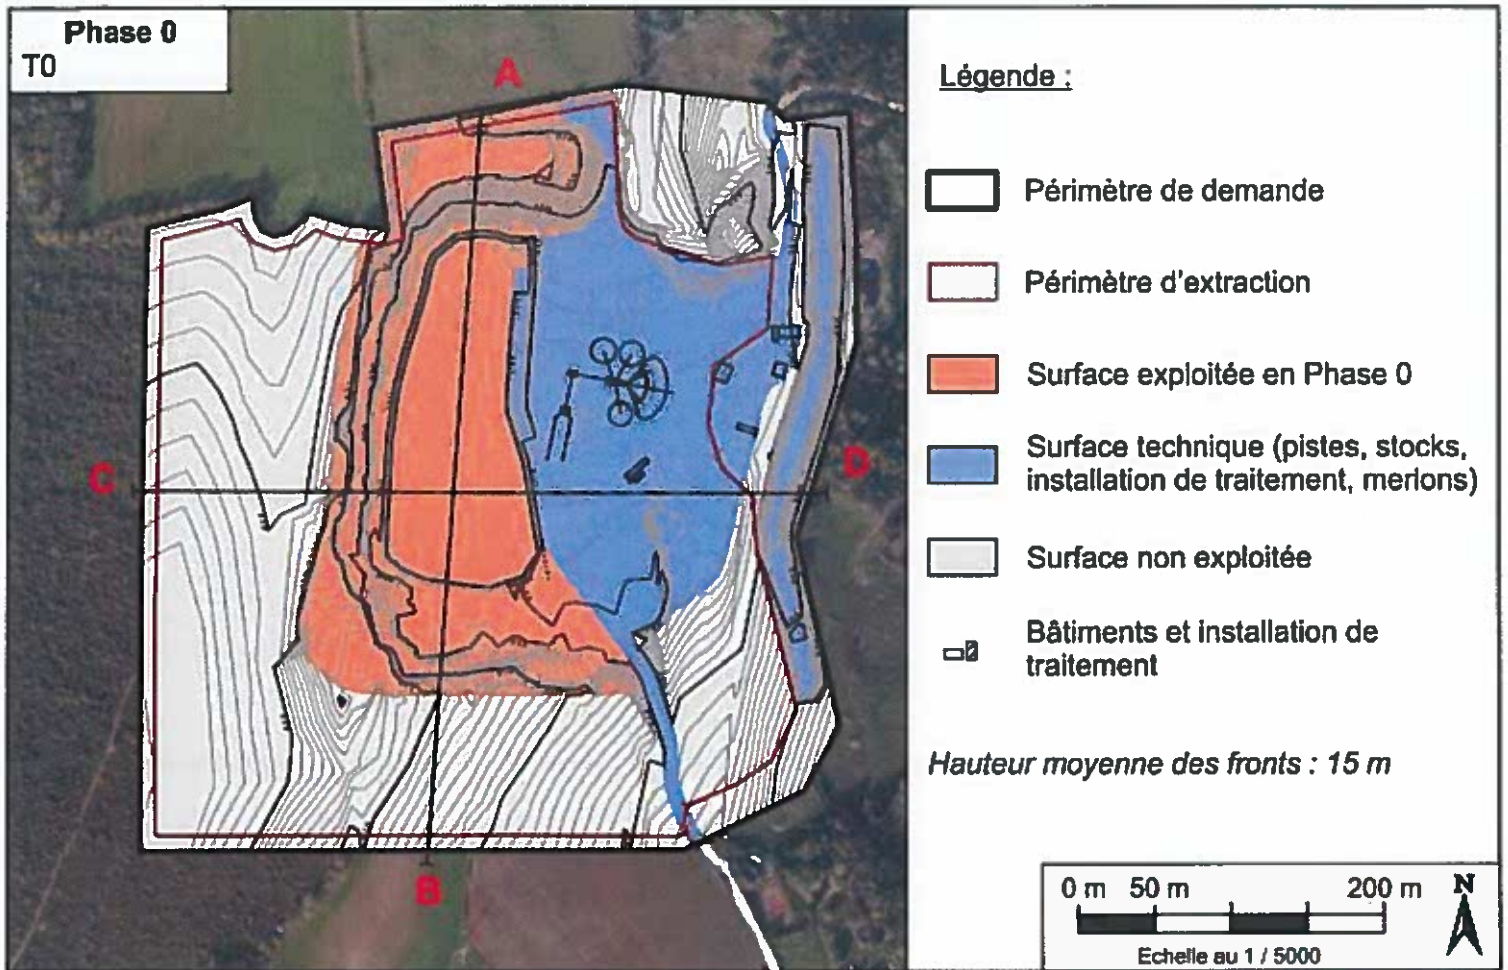 Phase 0
T0
A
C
D
B
Légende :
Périmètre de demande
Périmètre d'extraction
Surface exploitée en Phase 0
Surface technique (pistes, stocks,
installation de traitement, merlons)
Surface non exploitée
Bâtiments et installation de
traitement
Hauteur moyenne des fronts : 15 m
0 m 50 m 200 m N
Echelle au 1 / 5000